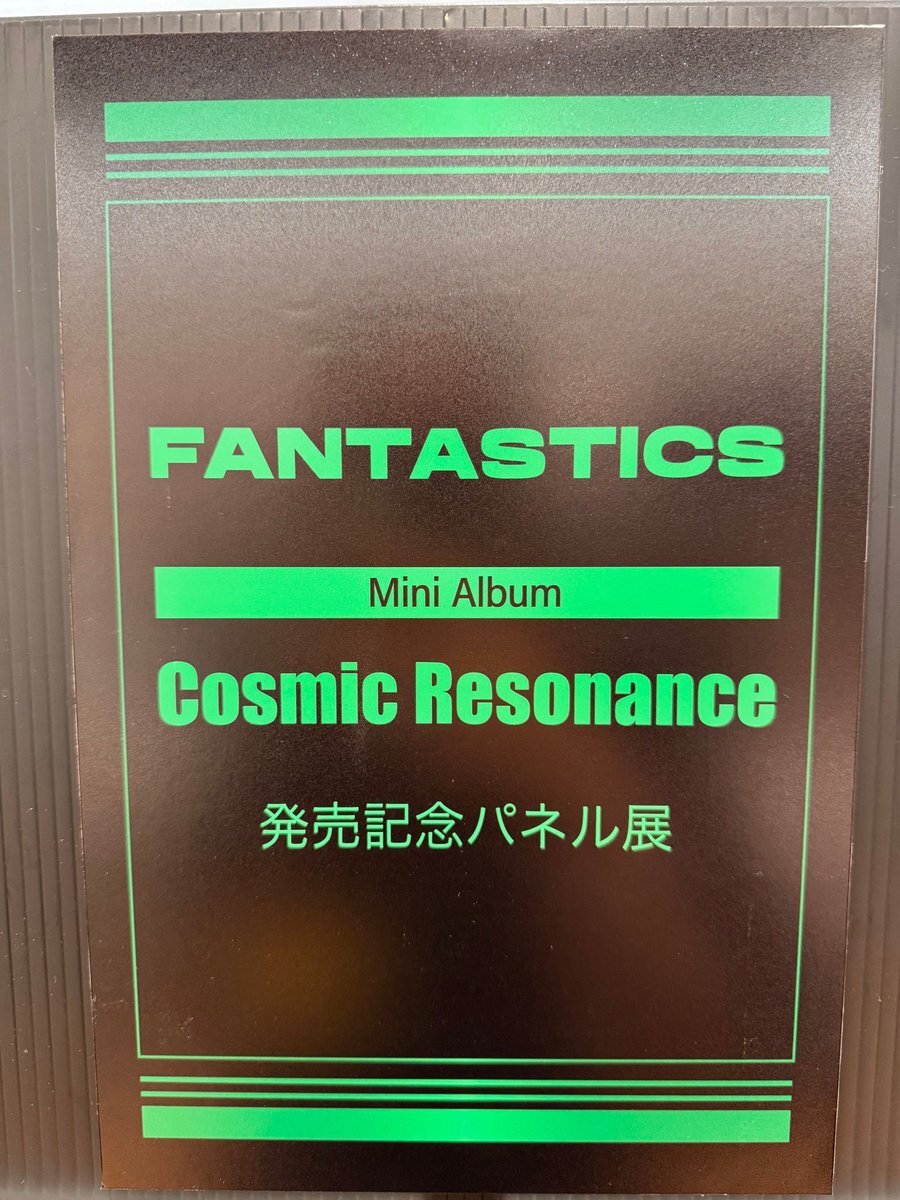 FANTASTICS
Mini Album
Cosmic Resonance
発売記念パネル展